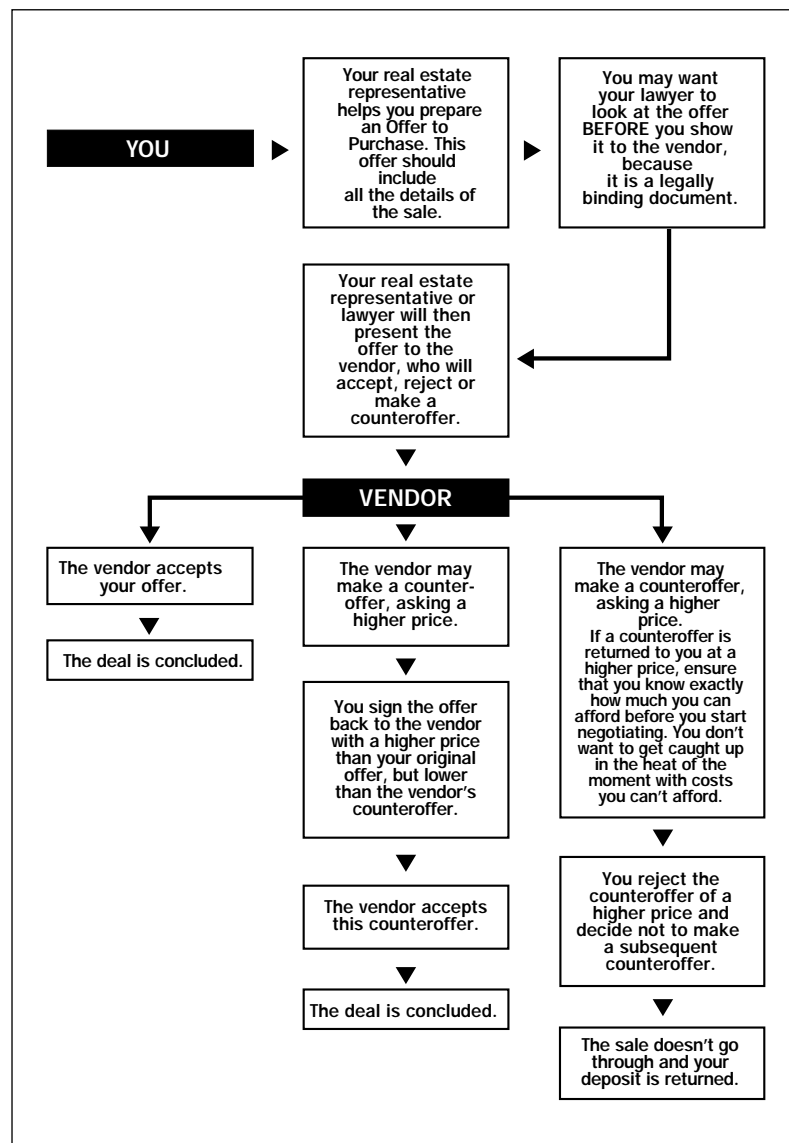 YOU
Your real estate
representative
helps you prepare
an Offer to
Purchase. This
offer should
include
all the details of
the sale.
You may want
your lawyer to
look at the offer
BEFORE you show
it to the vendor,
because
it is a legally
binding document.
Your real estate
representative or
lawyer will then
present the
offer to the
vendor, who will
accept, reject or
make a
counteroffer.
VENDOR
The vendor accepts
your offer.
The deal is concluded.
The vendor may
make a counter-
offer, asking a
higher price.
You sign the offer
back to the vendor
with a higher price
than your original
offer, but lower
than the vendor's
counteroffer.
The vendor accepts
this counteroffer.
The deal is concluded.
The vendor may
make a counteroffer,
asking a higher
price.
If a counteroffer is
returned to you at a
higher price, ensure
that you know exactly
how much you can
afford before you start
negotiating. You don't
want to get caught up
in the heat of the
moment with costs
you can't afford.
You reject the
counteroffer of a
higher price and
decide not to make
a subsequent
counteroffer.
The sale doesn't go
through and your
deposit is returned.